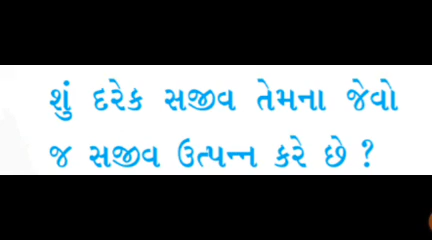 શું દરેક સજીવ તેમના જેવો
જ સજીવ ઉત્પન્ન કરે છે ?